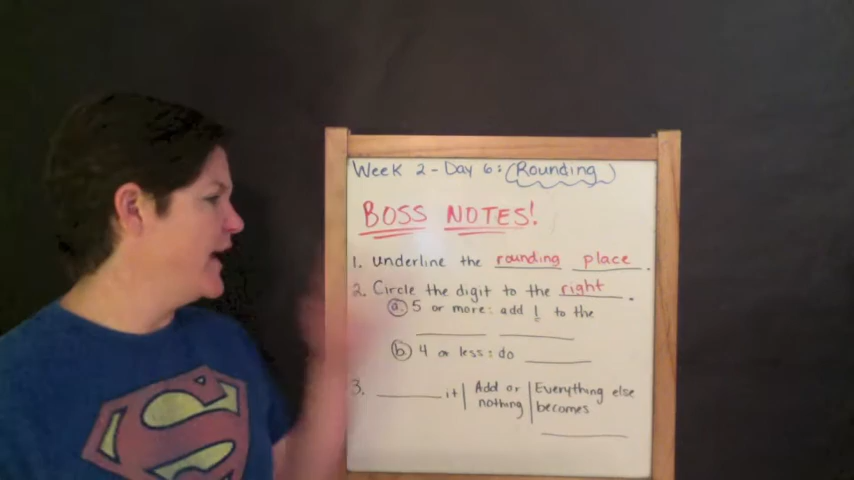 Week 2 - Day 6: Rounding
BOSS NOTES!
1. underline the rounding place.
2. Circle the digit to the right.
a. 5 or more: add 1 to the
b. 4 or less: do
3. it | Add or nothing | Everything else becomes